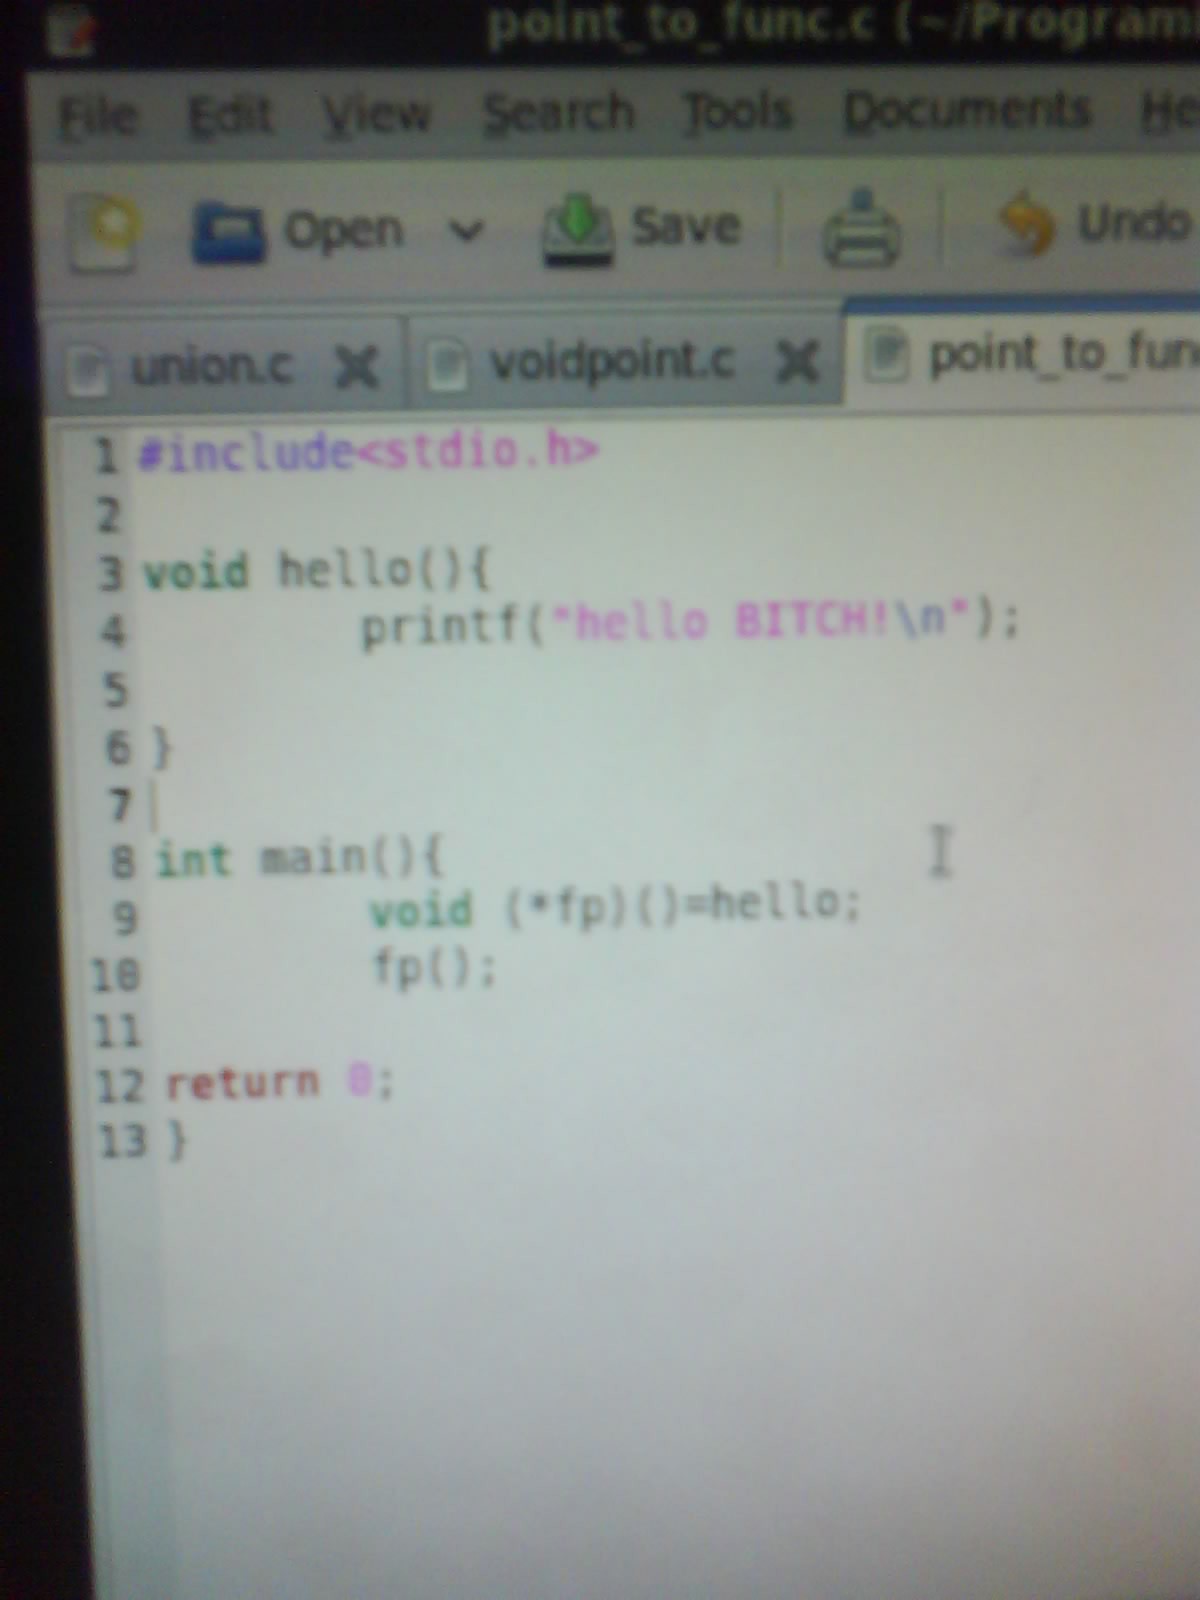 point_to_func.c (~/Program
File Edit View Search Tools Documents He
Open Save Undo
union.c voidpoint.c point_to_fun
1 #include<stdio.h>
2
3 void hello(){
4 printf("hello BITCH!\n");
5
6 }
7
8 int main(){
9 void (*fp)()=hello;
10 fp();
11
12 return 0;
13 }